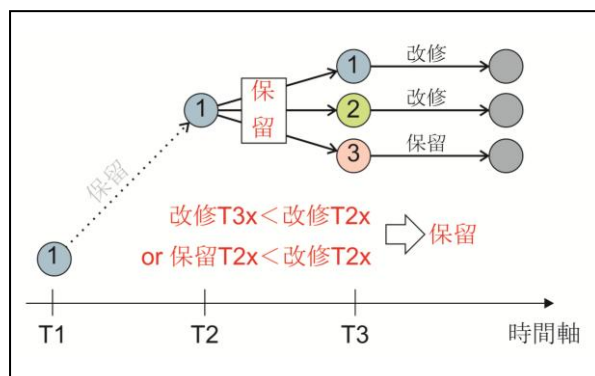 1 改修
保 1 2 改修
留 3 保留
保留
改修T3x<改修T2x
保留
or 保留T2x<改修T2x
1
T1 T2 T3 時間軸